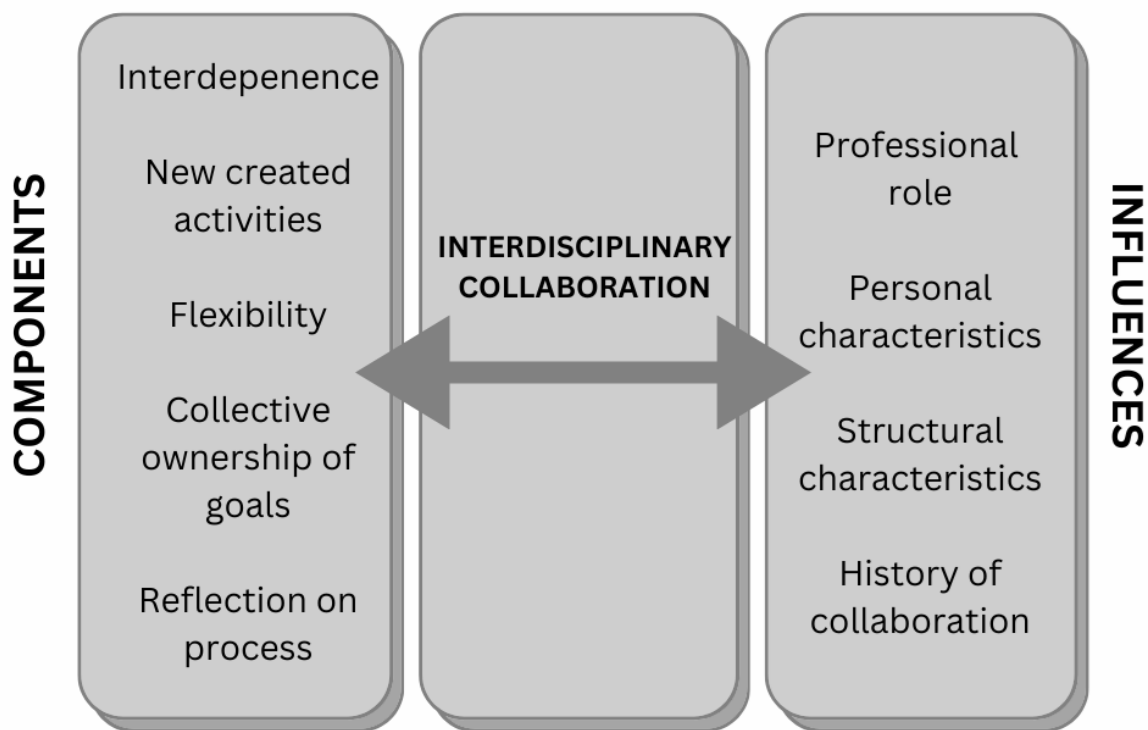 COMPONENTS
Interdepenence
New created
activities
Flexibility
Collective
ownership of
goals
Reflection on
process
INTERDISCIPLINARY
COLLABORATION
Professional
role
Personal
characteristics
Structural
characteristics
History of
collaboration
INFLUENCES